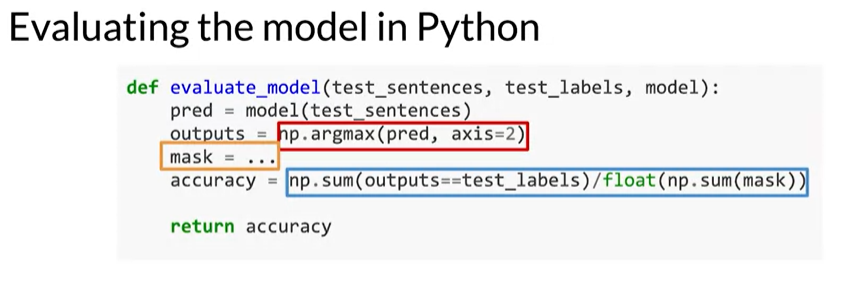 Evaluating the model in Python
def evaluate_model(test_sentences, test_labels, model):
pred = model(test_sentences)
outputs = np.argmax(pred, axis=2)
mask = ...
accuracy = np.sum(outputs==test_labels)/float(np.sum(mask))
return accuracy